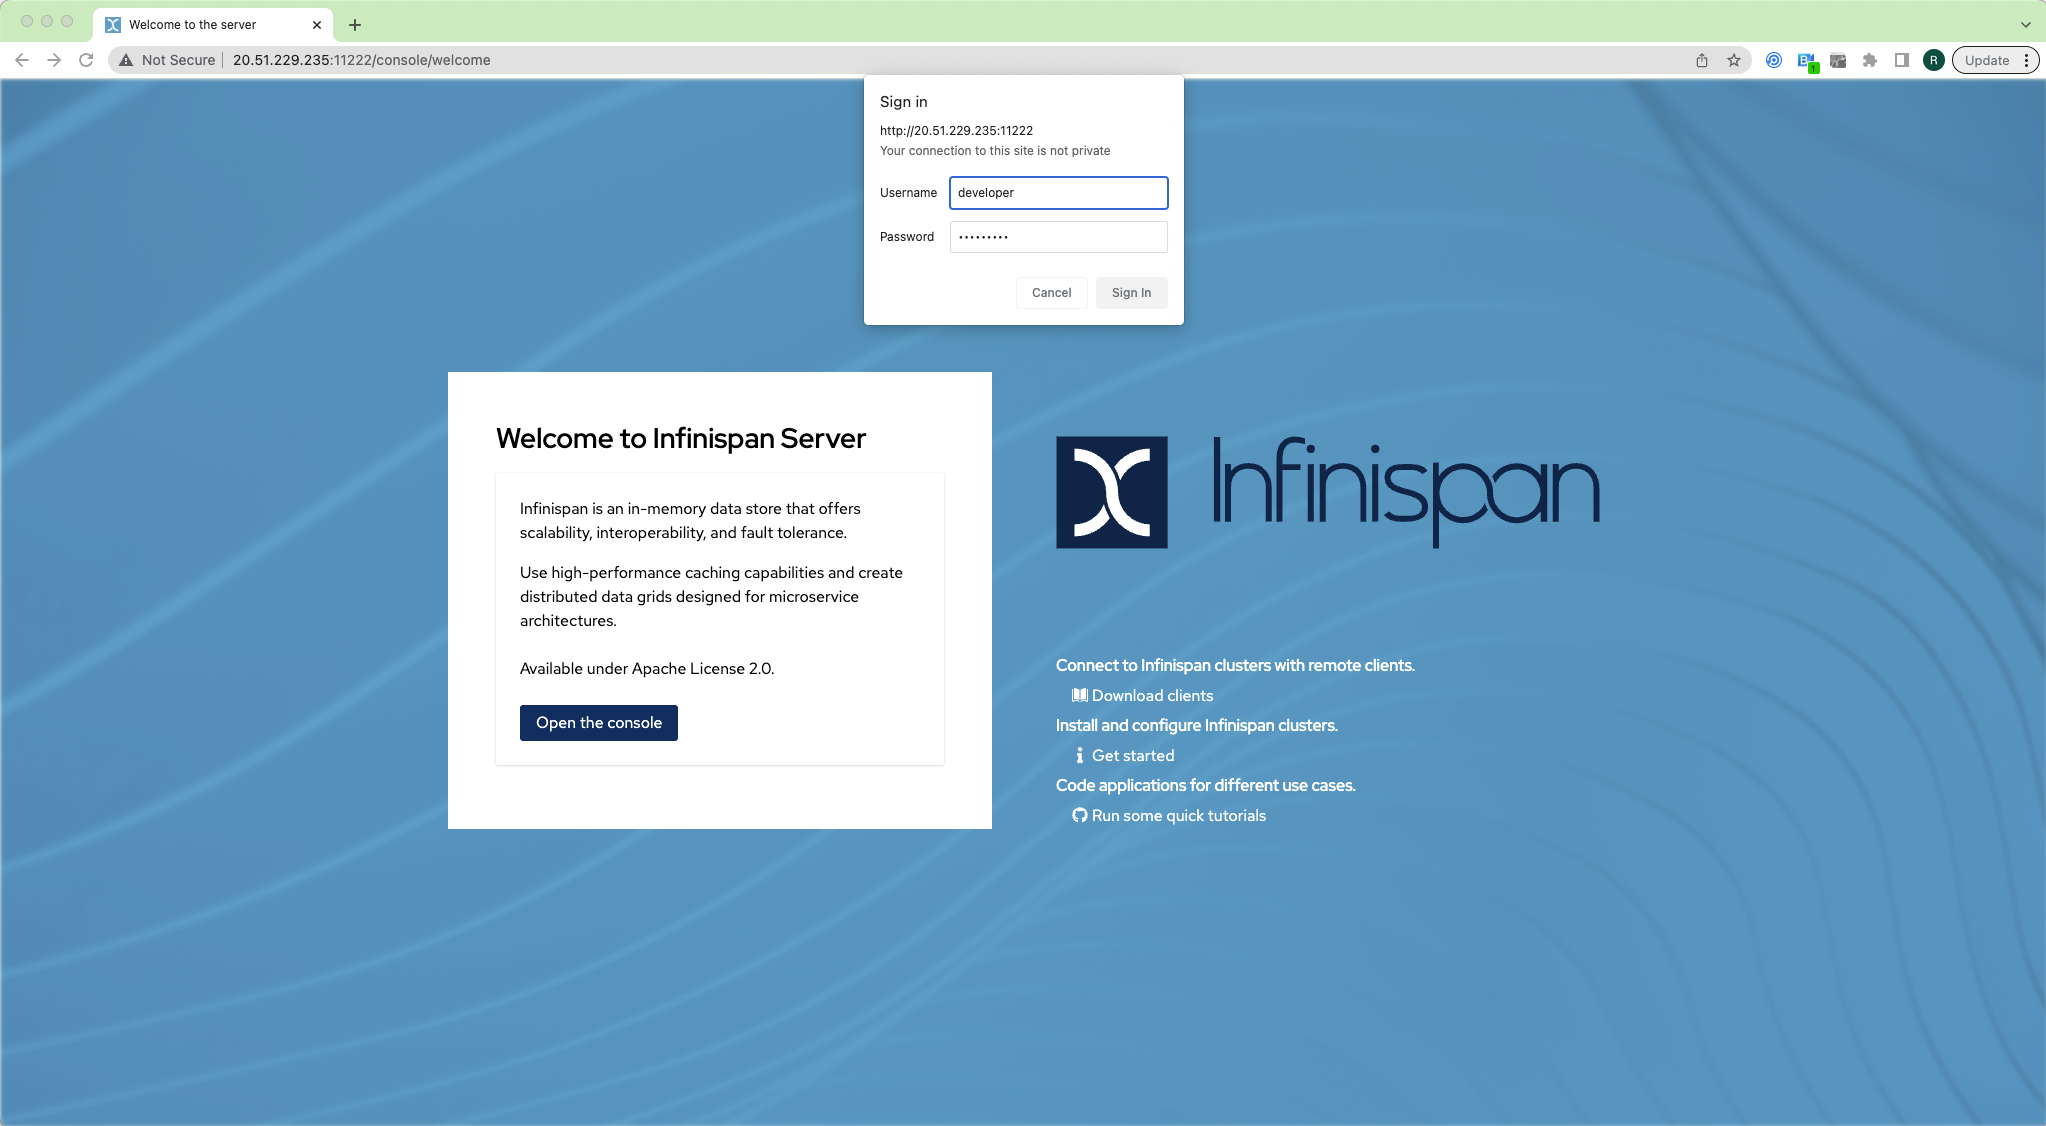 Welcome to the server
Not Secure 20.51.229.235:11222/console/welcome
1
R
Update
Sign in
http://20.51.229.235:11222
Your connection to this site is not private
Username developer
Password •••••••••
Cancel Sign In
Welcome to Infinispan Server
Infinispan is an in-memory data store that offers
scalability, interoperability, and fault tolerance.
Use high-performance caching capabilities and create
distributed data grids designed for microservice
architectures.
Available under Apache License 2.0.
Open the console
Infinispan
Connect to Infinispan clusters with remote clients.
Download clients
Install and configure Infinispan clusters.
Get started
Code applications for different use cases.
Run some quick tutorials